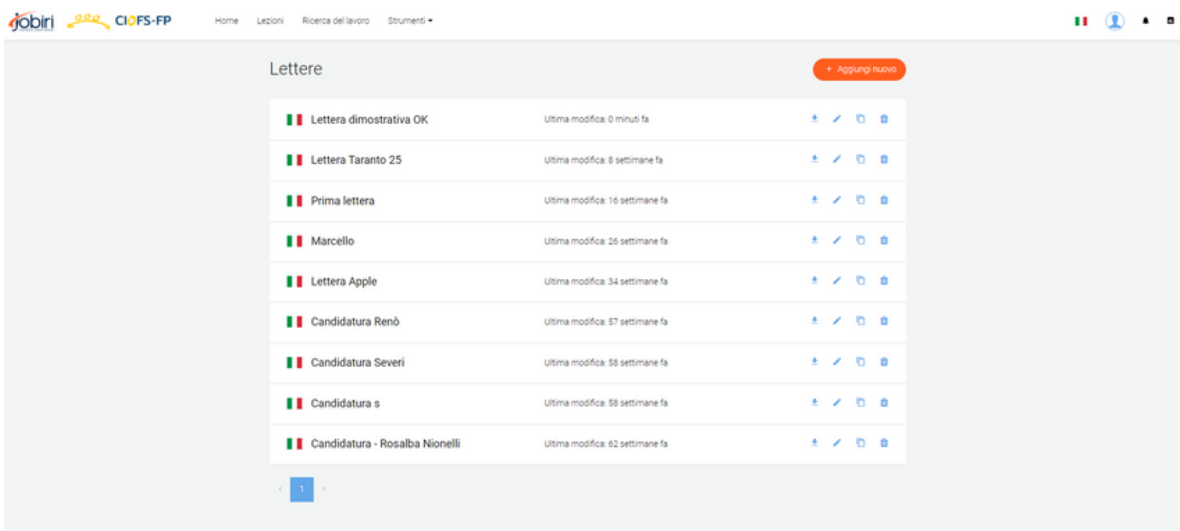 jobiri CIOFS-FP Home Lezioni Ricerca del lavoro Strumenti
Lettere + Aggiungi nuovo
Lettera dimostrativa OK Ultima modifica: 0 minuti fa
Lettera Taranto 25 Ultima modifica: 8 settimane fa
Prima lettera Ultima modifica: 16 settimane fa
Marcello Ultima modifica: 26 settimane fa
Lettera Apple Ultima modifica: 34 settimane fa
Candidatura Renò Ultima modifica: 57 settimane fa
Candidatura Severi Ultima modifica: 58 settimane fa
Candidatura s Ultima modifica: 58 settimane fa
Candidatura - Rosalba Nionelli Ultima modifica: 62 settimane fa
‹ 1 ›